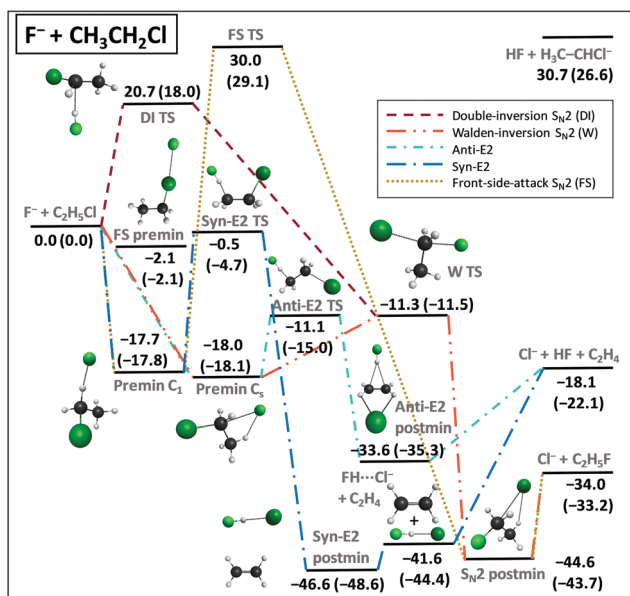 F⁻ + CH₃CH₂Cl
FS TS
30.0
(29.1)
HF + H₃C–CHCl⁻
30.7 (26.6)
20.7 (18.0)
DI TS
Double-inversion Sₙ2 (DI)
Walden-inversion Sₙ2 (W)
Anti-E2
Syn-E2
Front-side-attack Sₙ2 (FS)
F⁻ + C₂H₅Cl
0.0 (0.0)
FS premin
−2.1
(−2.1)
Syn-E2 TS
−0.5
(−4.7)
W TS
−11.3 (−11.5)
Anti-E2 TS
−11.1
(−15.0)
−17.7
(−17.8)
Premin C₁
−18.0
(−18.1)
Premin Cₛ
Cl⁻ + HF + C₂H₄
−18.1
(−22.1)
Anti-E2
postmin
−33.6 (−35.3)
FH···Cl⁻
+ C₂H₄
Cl⁻ + C₂H₅F
−34.0
(−33.2)
+
Syn-E2
postmin
−46.6 (−48.6)
−41.6
(−44.4)
Sₙ2 postmin
−44.6
(−43.7)